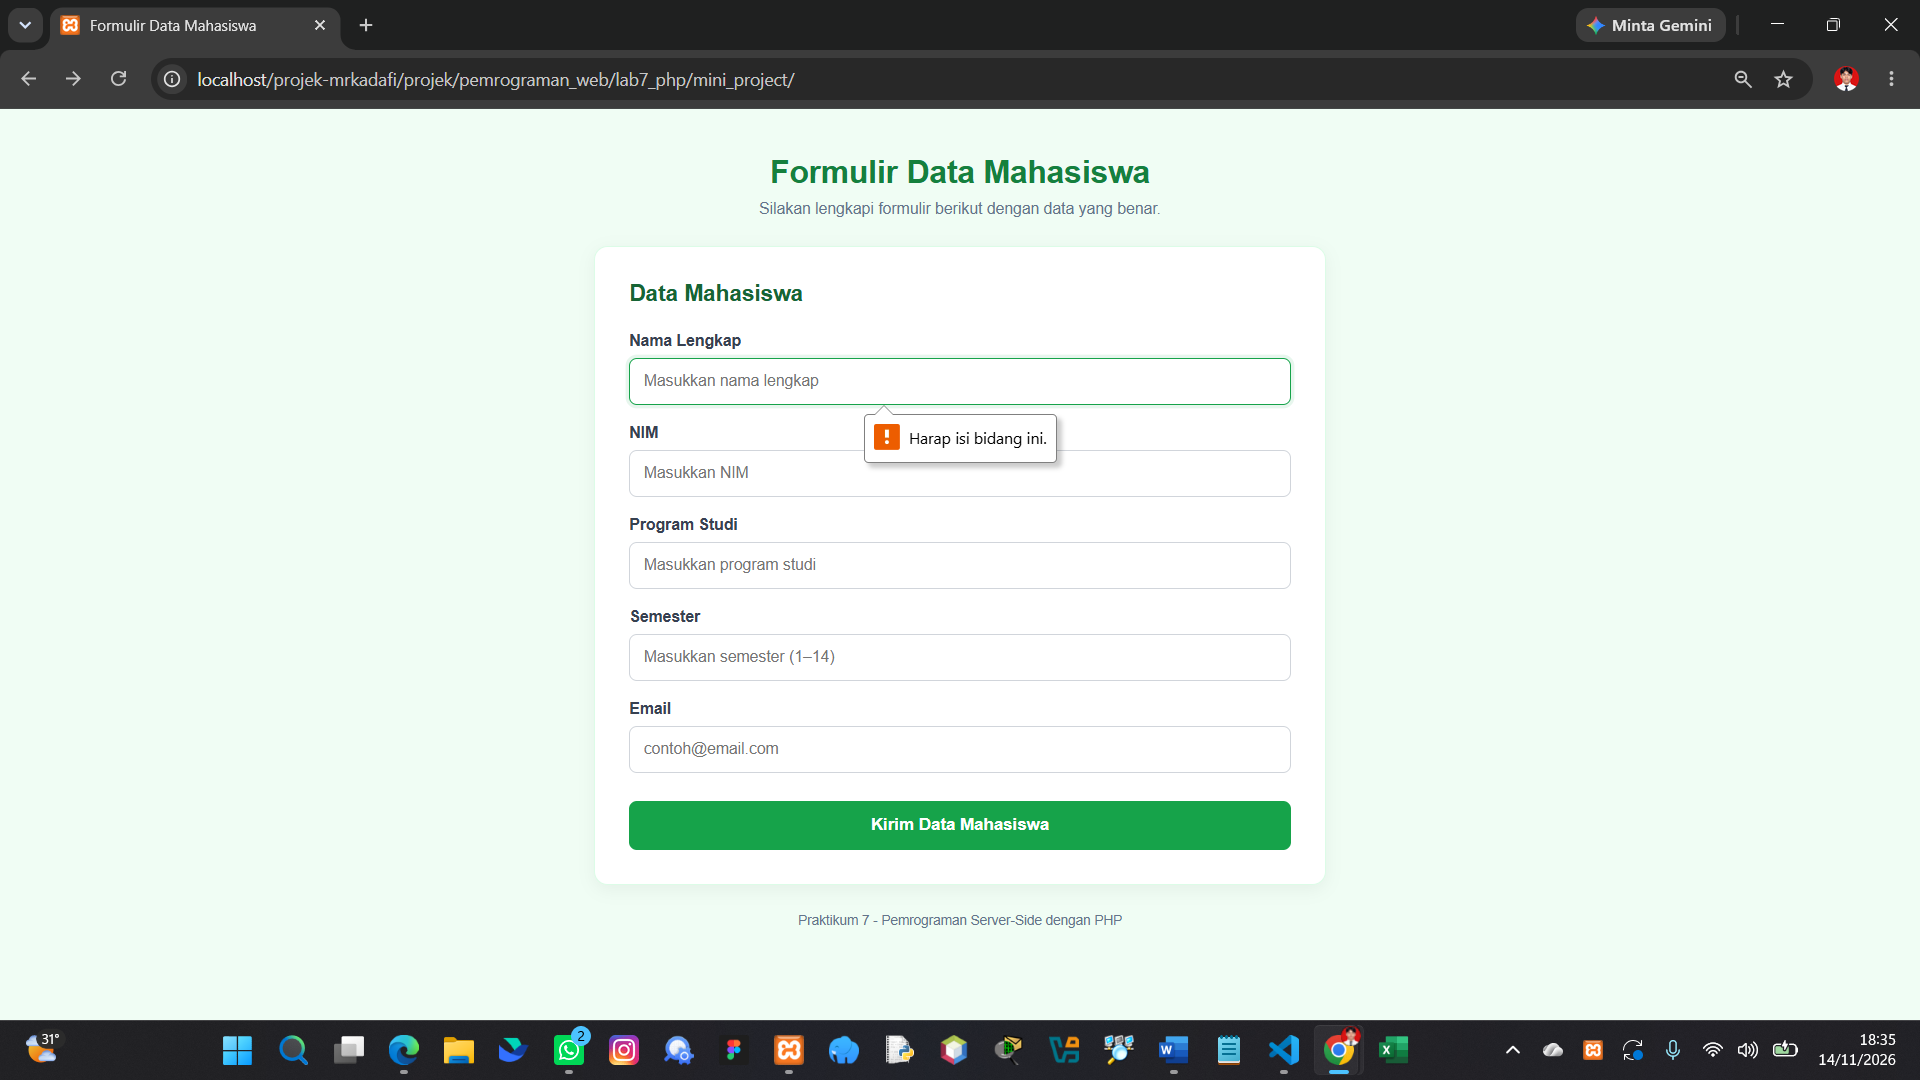 Formulir Data Mahasiswa
Minta Gemini
localhost/projek-mrkadafi/projek/pemrograman_web/lab7_php/mini_project/
Formulir Data Mahasiswa
Silakan lengkapi formulir berikut dengan data yang benar.
Data Mahasiswa
Nama Lengkap
Masukkan nama lengkap
Harap isi bidang ini.
NIM
Masukkan NIM
Program Studi
Masukkan program studi
Semester
Masukkan semester (1–14)
Email
contoh@email.com
Kirim Data Mahasiswa
Praktikum 7 - Pemrograman Server-Side dengan PHP
31°
2
18:35
14/11/2026